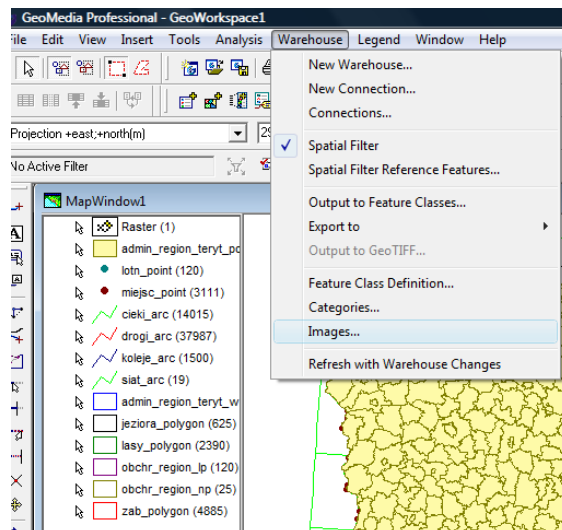 GeoMedia Professional - GeoWorkspace1
File Edit View Insert Tools Analysis Warehouse Legend Window Help
New Warehouse...
New Connection...
Connections...
Projection +east;+north(m)
Spatial Filter
No Active Filter
Spatial Filter Reference Features...
MapWindow1
Output to Feature Classes...
Export to
Output to GeoTIFF...
Feature Class Definition...
Categories...
Images...
Refresh with Warehouse Changes
Raster (1)
admin_region_teryt_pc
lotn_point (120)
miejsc_point (3111)
cieki_arc (14015)
drogi_arc (37987)
koleje_arc (1500)
siat_arc (19)
admin_region_teryt_w
jeziora_polygon (625)
lasy_polygon (2390)
obchr_region_lp (120)
obchr_region_np (25)
zab_polygon (4885)